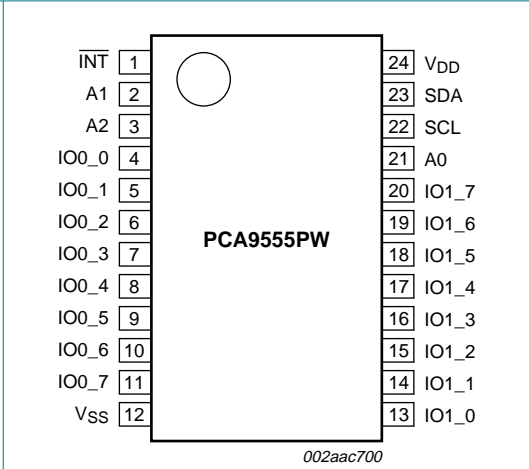 INT 1 24 VDD
A1 2 23 SDA
A2 3 22 SCL
IO0_0 4 21 A0
IO0_1 5 20 IO1_7
IO0_2 6 19 IO1_6
PCA9555PW
IO0_3 7 18 IO1_5
IO0_4 8 17 IO1_4
IO0_5 9 16 IO1_3
IO0_6 10 15 IO1_2
IO0_7 11 14 IO1_1
VSS 12 13 IO1_0
002aac700